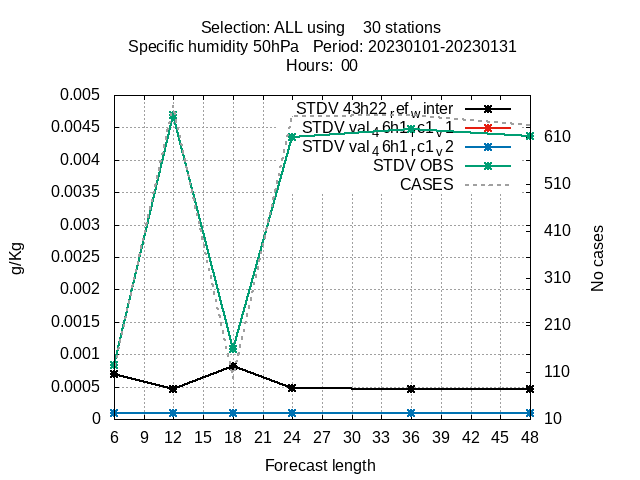 Selection: ALL using    30 stations
Specific humidity 50hPa   Period: 20230101-20230131
Hours:  00
STDV 43h22_ref_winter
STDV val_46h1_rc1_v1
STDV val_46h1_rc1_v2
STDV OBS
CASES
0.005
0.0045
0.004
0.0035
0.003
0.0025
0.002
0.0015
0.001
0.0005
0
g/Kg
610
510
410
310
210
110
10
No cases
6 9 12 15 18 21 24 27 30 33 36 39 42 45 48
Forecast length